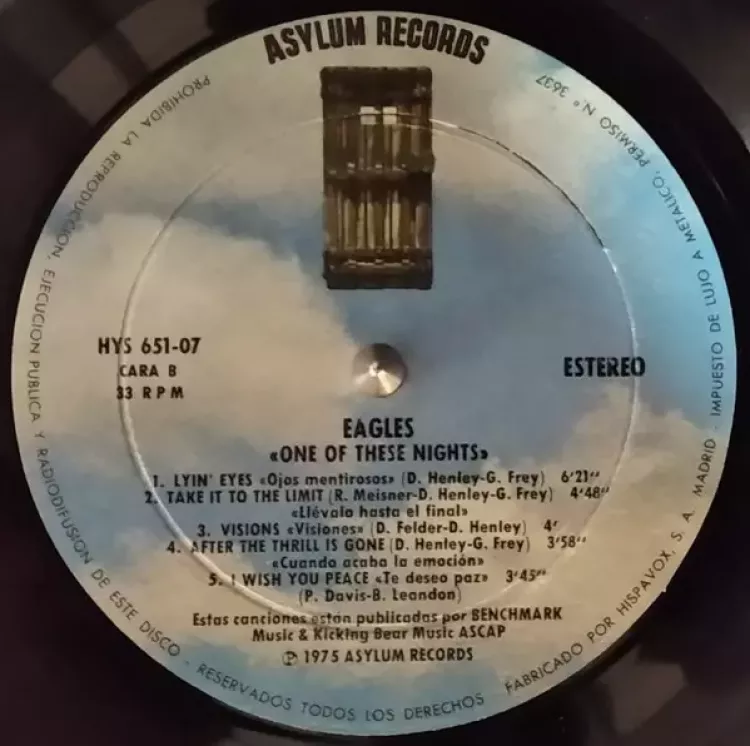 ASYLUM RECORDS
PROHIBIDA LA REPRODUCCION, EJECUCION PUBLICA Y RADIODIFUSION DE ESTE DISCO - RESERVADOS TODOS LOS DERECHOS
FABRICADO POR HISPAVOX, S. A. MADRID - IMPUESTO DE LUJO A METALICO, PERMISO N.º 3637
HYS 651-07
CARA B
33 RPM
ESTEREO
EAGLES
«ONE OF THESE NIGHTS»
1. LYIN' EYES «Ojos mentirosos» (D. Henley-G. Frey) 6'21"
2. TAKE IT TO THE LIMIT (R. Meisner-D. Henley-G. Frey) 4'48"
«Llévalo hasta el final»
3. VISIONS «Visiones» (D. Felder-D. Henley) 4'
4. AFTER THE THRILL IS GONE (D. Henley-G. Frey) 3'58"
«Cuando acaba la emoción»
5. I WISH YOU PEACE «Te deseo paz» 3'45"
(P. Davis-B. Leandon)
Estas canciones están publicadas por BENCHMARK
Music & Kicking Bear Music ASCAP
℗ 1975 ASYLUM RECORDS